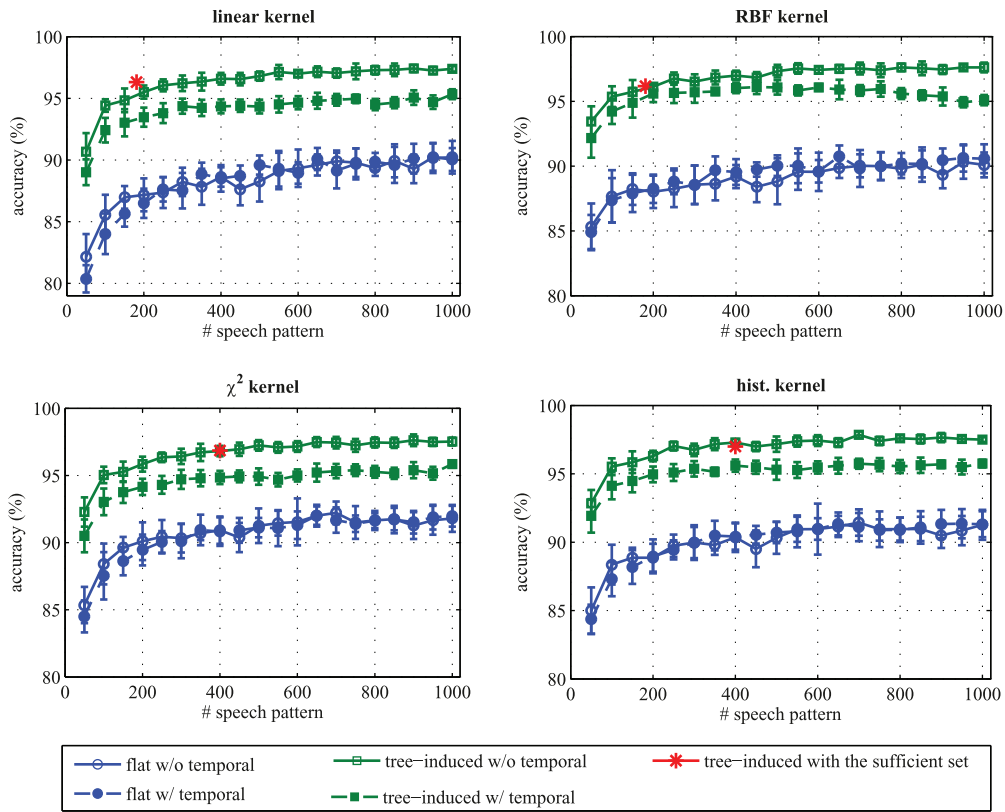 linear kernel
100
95
90
85
80
accuracy (%)
0 200 400 600 800 1000
# speech pattern
RBF kernel
100
95
90
85
80
accuracy (%)
0 200 400 600 800 1000
# speech pattern
χ² kernel
100
95
90
85
80
accuracy (%)
0 200 400 600 800 1000
# speech pattern
hist. kernel
100
95
90
85
80
accuracy (%)
0 200 400 600 800 1000
# speech pattern
flat w/o temporal
flat w/ temporal
tree−induced w/o temporal
tree−induced w/ temporal
tree−induced with the sufficient set